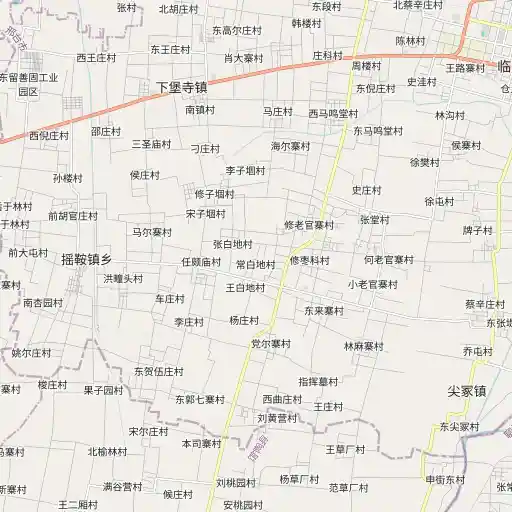 张村
北胡庄村
东段村
北蔡辛庄村
韩楼村
东高尔庄村
陈林村
东王庄村
西王庄村
肖大寨村
庄科村
周楼村
王路寨村
临
东留善固工业
园区
下堡寺镇
史洼村
东倪庄村
南镇村
马庄村
西马鸣堂村
林沟村
邵庄村
西倪庄村
东马鸣堂村
三圣庙村
刁庄村
海尔寨村
侯寨村
徐樊村
孙楼村
侯庄村
李子堌村
史庄村
修子堌村
徐屯村
前胡官庄村
宋子堌村
张堂村
修老官寨村
马尔寨村
牌子村
张白地村
前大屯村
摇鞍镇乡
任颇庙村
常白地村
修枣科村
何老官寨村
洪疃头村
王白地村
小老官寨村
南杏园村
车庄村
蔡辛庄村
东来寨村
李庄村
杨庄村
党尔寨村
林麻寨村
姚尔庄村
乔屯村
东贺伍庄村
梭庄村
果子园村
指挥墓村
尖冢镇
东郭七寨村
西曲庄村
王庄村
刘黄营村
宋尔庄村
东尖冢村
本司寨村
北榆林村
王草厂村
杨草厂村
申街东村
刘桃园村
满谷营村
范草厂村
侯庄村
王二厢村
安桃园村